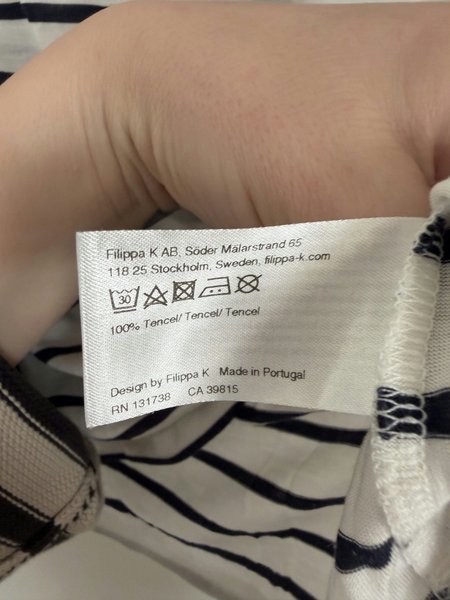 Filippa K AB, Söder Mälarstrand 65
118 25 Stockholm, Sweden, filippa-k.com
30
100% Tencel/ Tencel/ Tencel
Design by Filippa K Made in Portugal
RN 131738 CA 39815